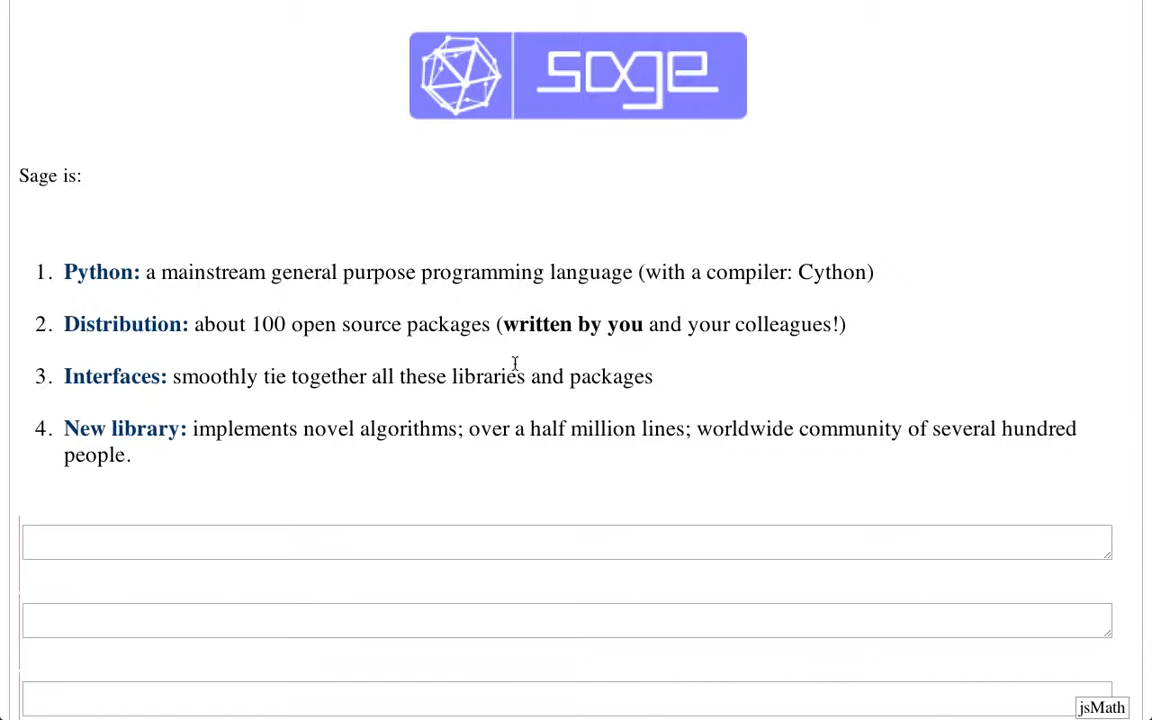 sage
Sage is:
1. Python: a mainstream general purpose programming language (with a compiler: Cython)
2. Distribution: about 100 open source packages (written by you and your colleagues!)
3. Interfaces: smoothly tie together all these libraries and packages
4. New library: implements novel algorithms; over a half million lines; worldwide community of several hundred
people.
jsMath